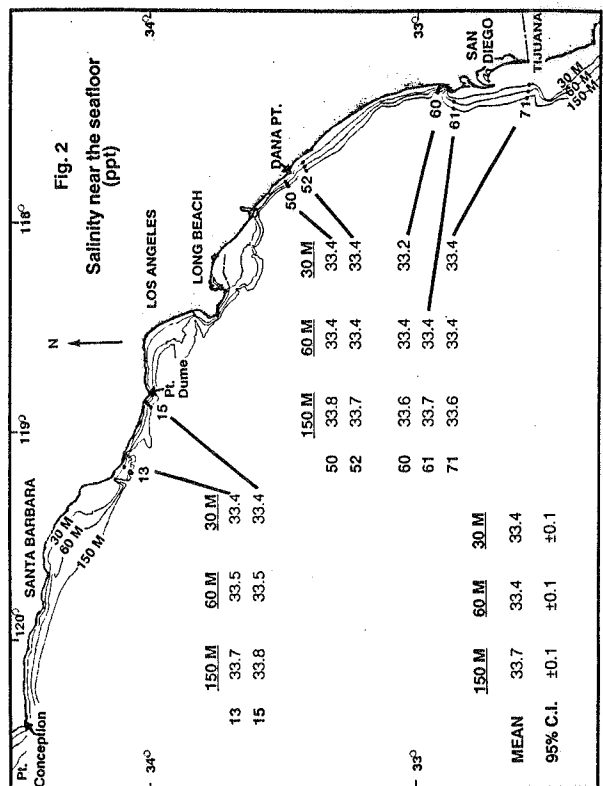 Fig. 2
Salinity near the seafloor
(ppt)
120°
119°
118°
34°
33°
34°
33°
N
Pt.
Conception
SANTA BARBARA
30 M
60 M
150 M
13
15
Pt.
Dume
LOS ANGELES
LONG BEACH
DANA PT.
50
52
60
61
71
SAN
DIEGO
TIJUANA
30 M
60-M
150-M
150 M 60 M 30 M
13 33.7 33.5 33.4
15 33.8 33.5 33.4
150 M 60 M 30 M
50 33.8 33.4 33.4
52 33.7 33.4 33.4
60 33.6 33.4 33.2
61 33.7 33.4
71 33.6 33.4 33.4
150 M 60 M 30 M
MEAN 33.7 33.4 33.4
95% C.I. ±0.1 ±0.1 ±0.1